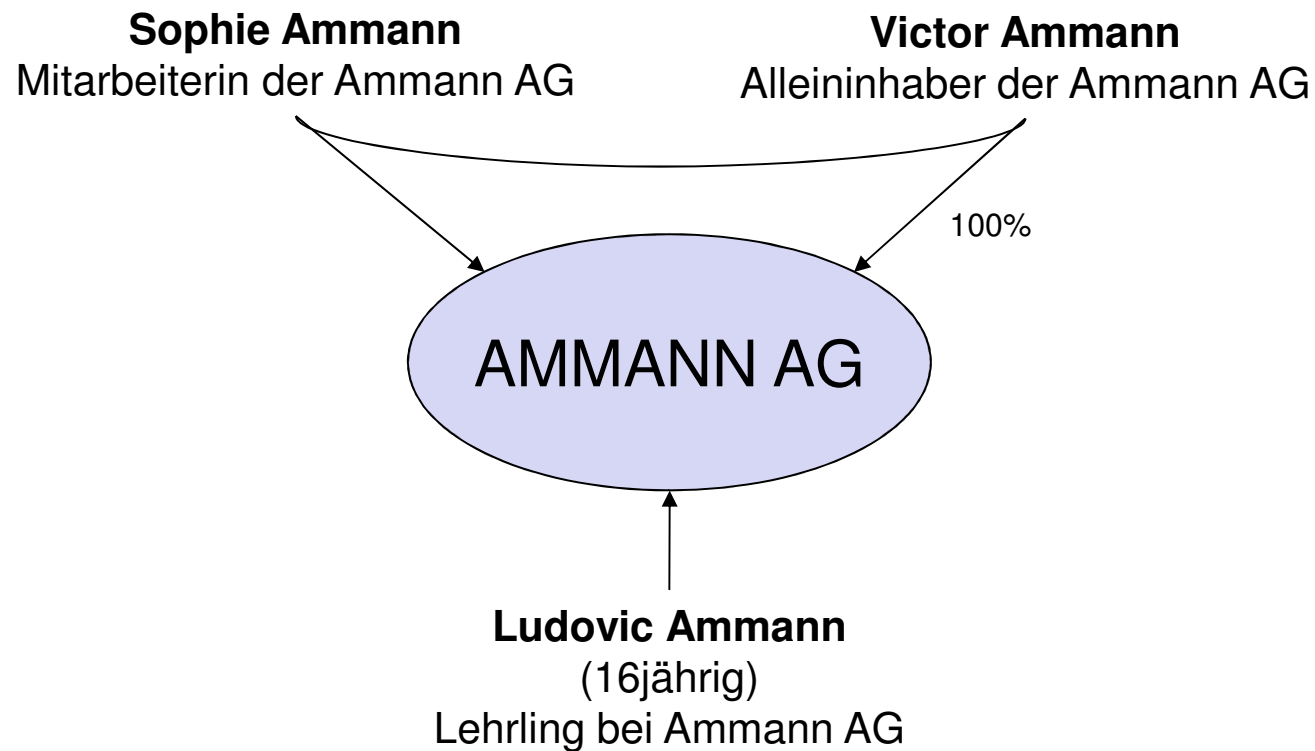 Sophie Ammann
Mitarbeiterin der Ammann AG
Victor Ammann
Alleininhaber der Ammann AG
100%
AMMANN AG
Ludovic Ammann
(16jährig)
Lehrling bei Ammann AG